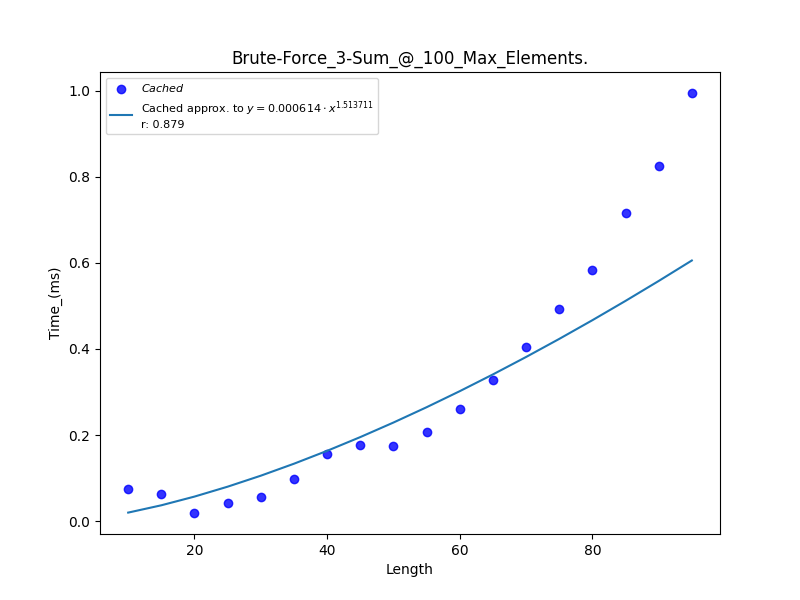 Brute-Force_3-Sum_@_100_Max_Elements.
Cached
Cached approx. to y = 0.000614 · x^1.513711
r: 0.879
1.0
0.8
0.6
0.4
0.2
0.0
Time_(ms)
20 40 60 80
Length